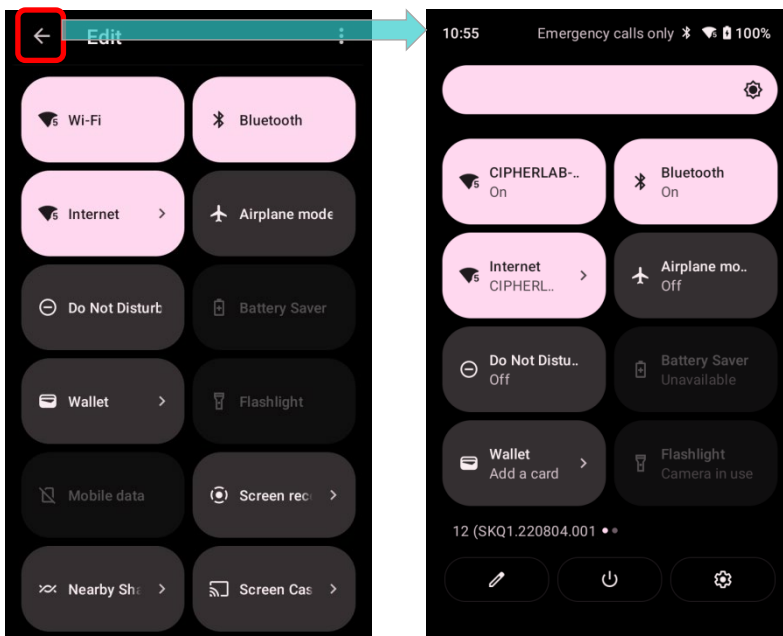 Edit
Wi-Fi
Bluetooth
Internet
Airplane mode
Do Not Disturb
Battery Saver
Wallet
Flashlight
Mobile data
Screen rec
Nearby Sha
Screen Cas
10:55
Emergency calls only
5
100%
CIPHERLAB-..
On
Bluetooth
On
Internet
CIPHERL..
Airplane mo..
Off
Do Not Distu..
Off
Battery Saver
Unavailable
Wallet
Add a card
Flashlight
Camera in use
12 (SKQ1.220804.001